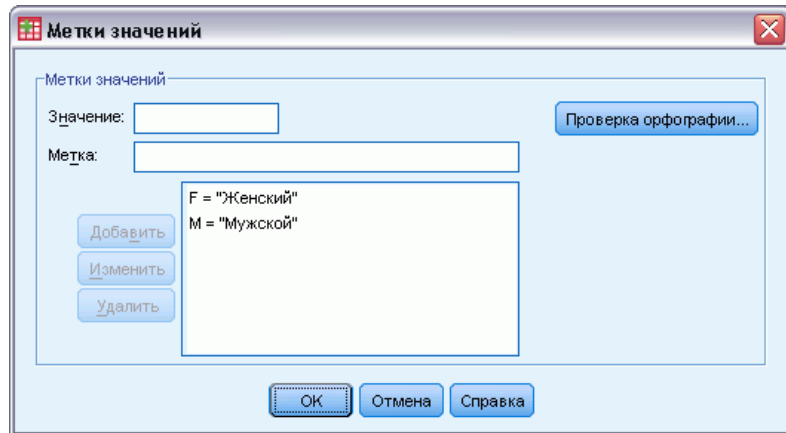 Метки значений
Метки значений
Значение:
Проверка орфографии...
Метка:
F = "Женский"
M = "Мужской"
Добавить
Изменить
Удалить
OK
Отмена
Справка